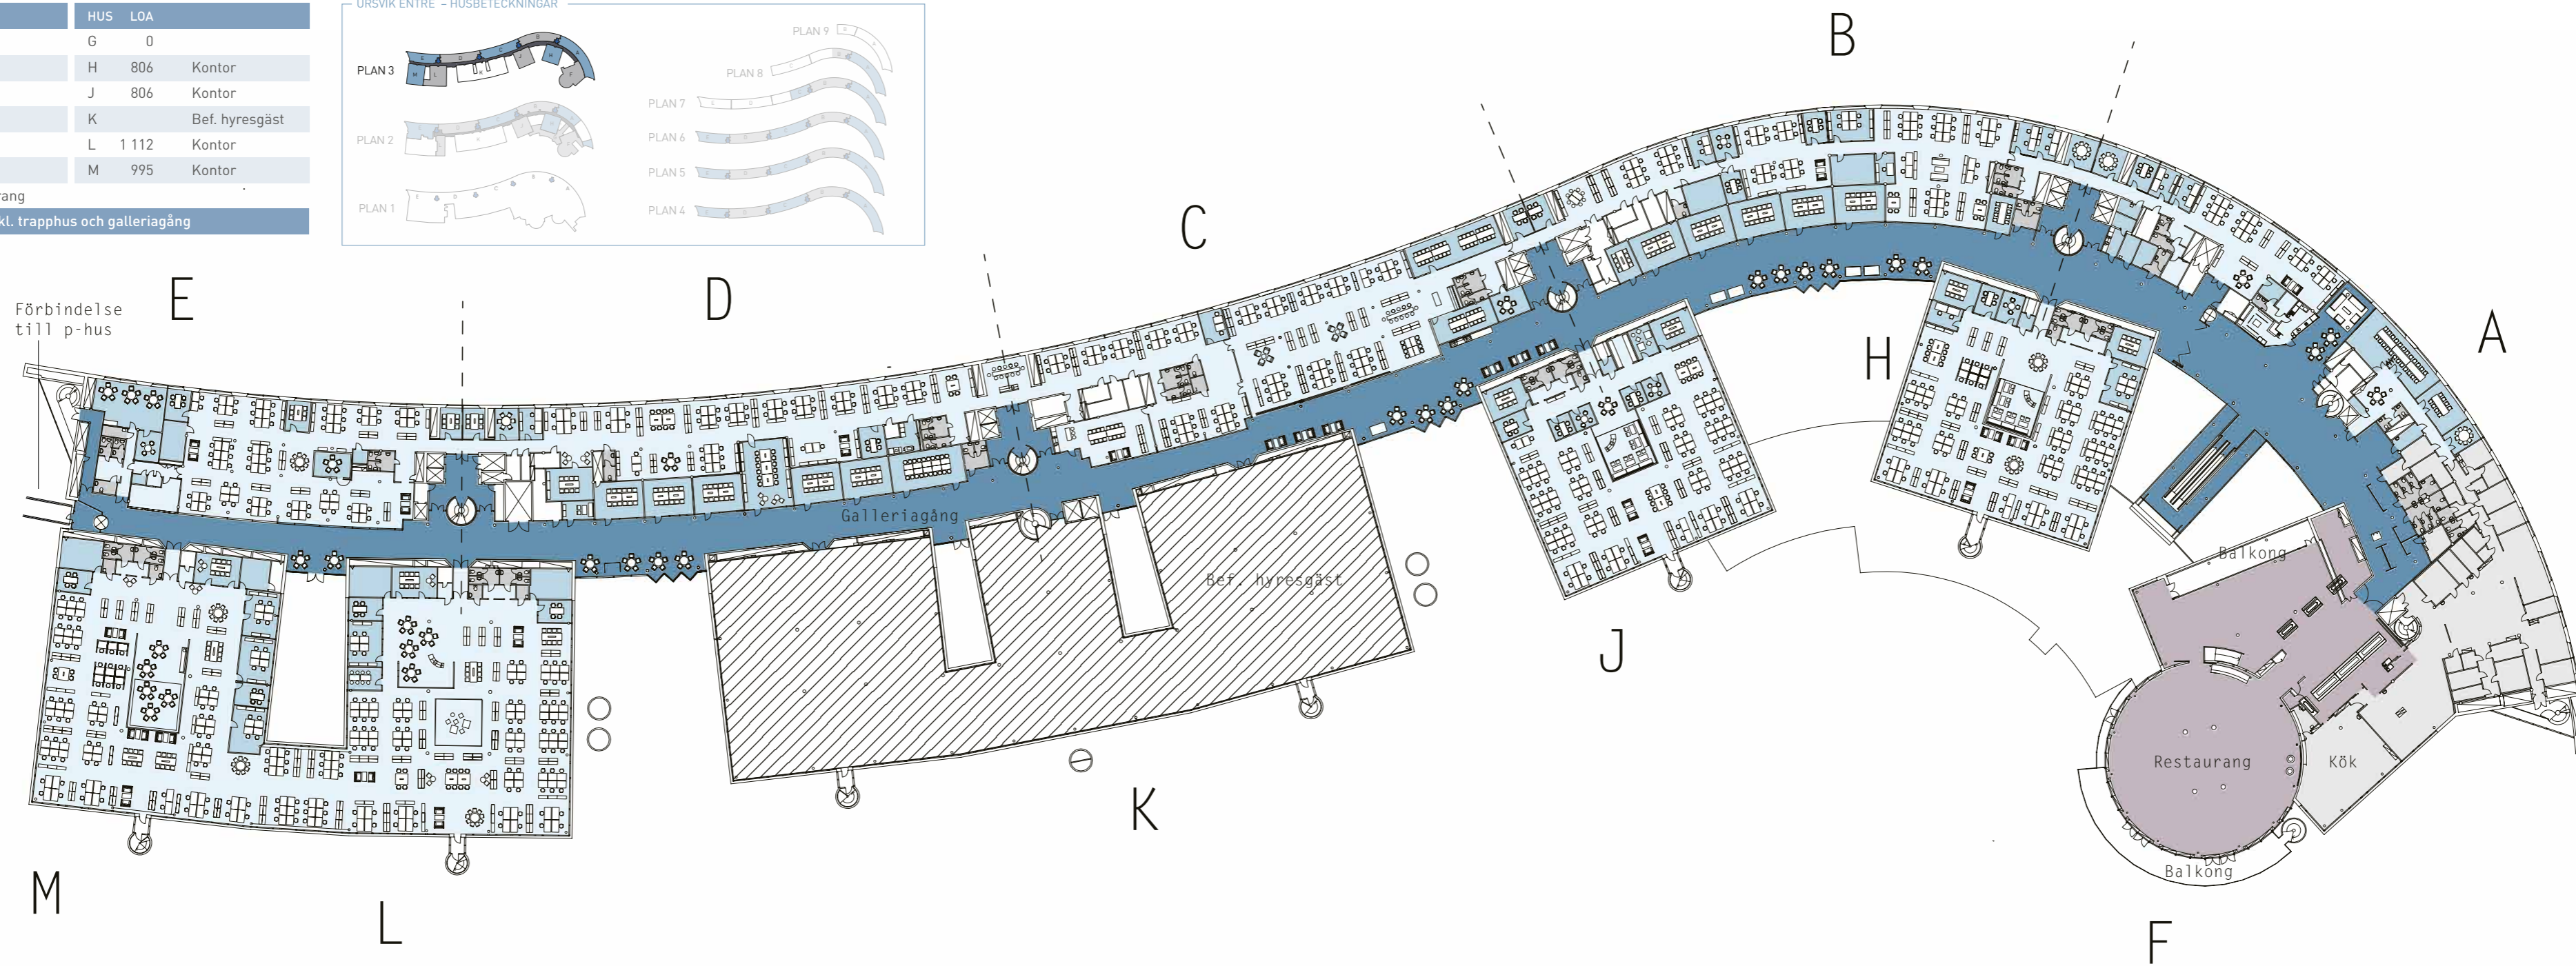 HUS LOA
G 0
H 806 Kontor
J 806 Kontor
K Bef. hyresgäst
L 1 112 Kontor
M 995 Kontor
rang
kl. trapphus och galleriagång
URSVIK ENTRE – HUSBETECKNINGAR
PLAN 3
PLAN 2
PLAN 1
PLAN 9
PLAN 8
PLAN 7
PLAN 6
PLAN 5
PLAN 4
B
C
E
D
A
H
Förbindelse
till p-hus
Galleriagång
Bef. hyresgäst
Balkong
J
Restaurang
Kök
K
Balkong
M
L
F